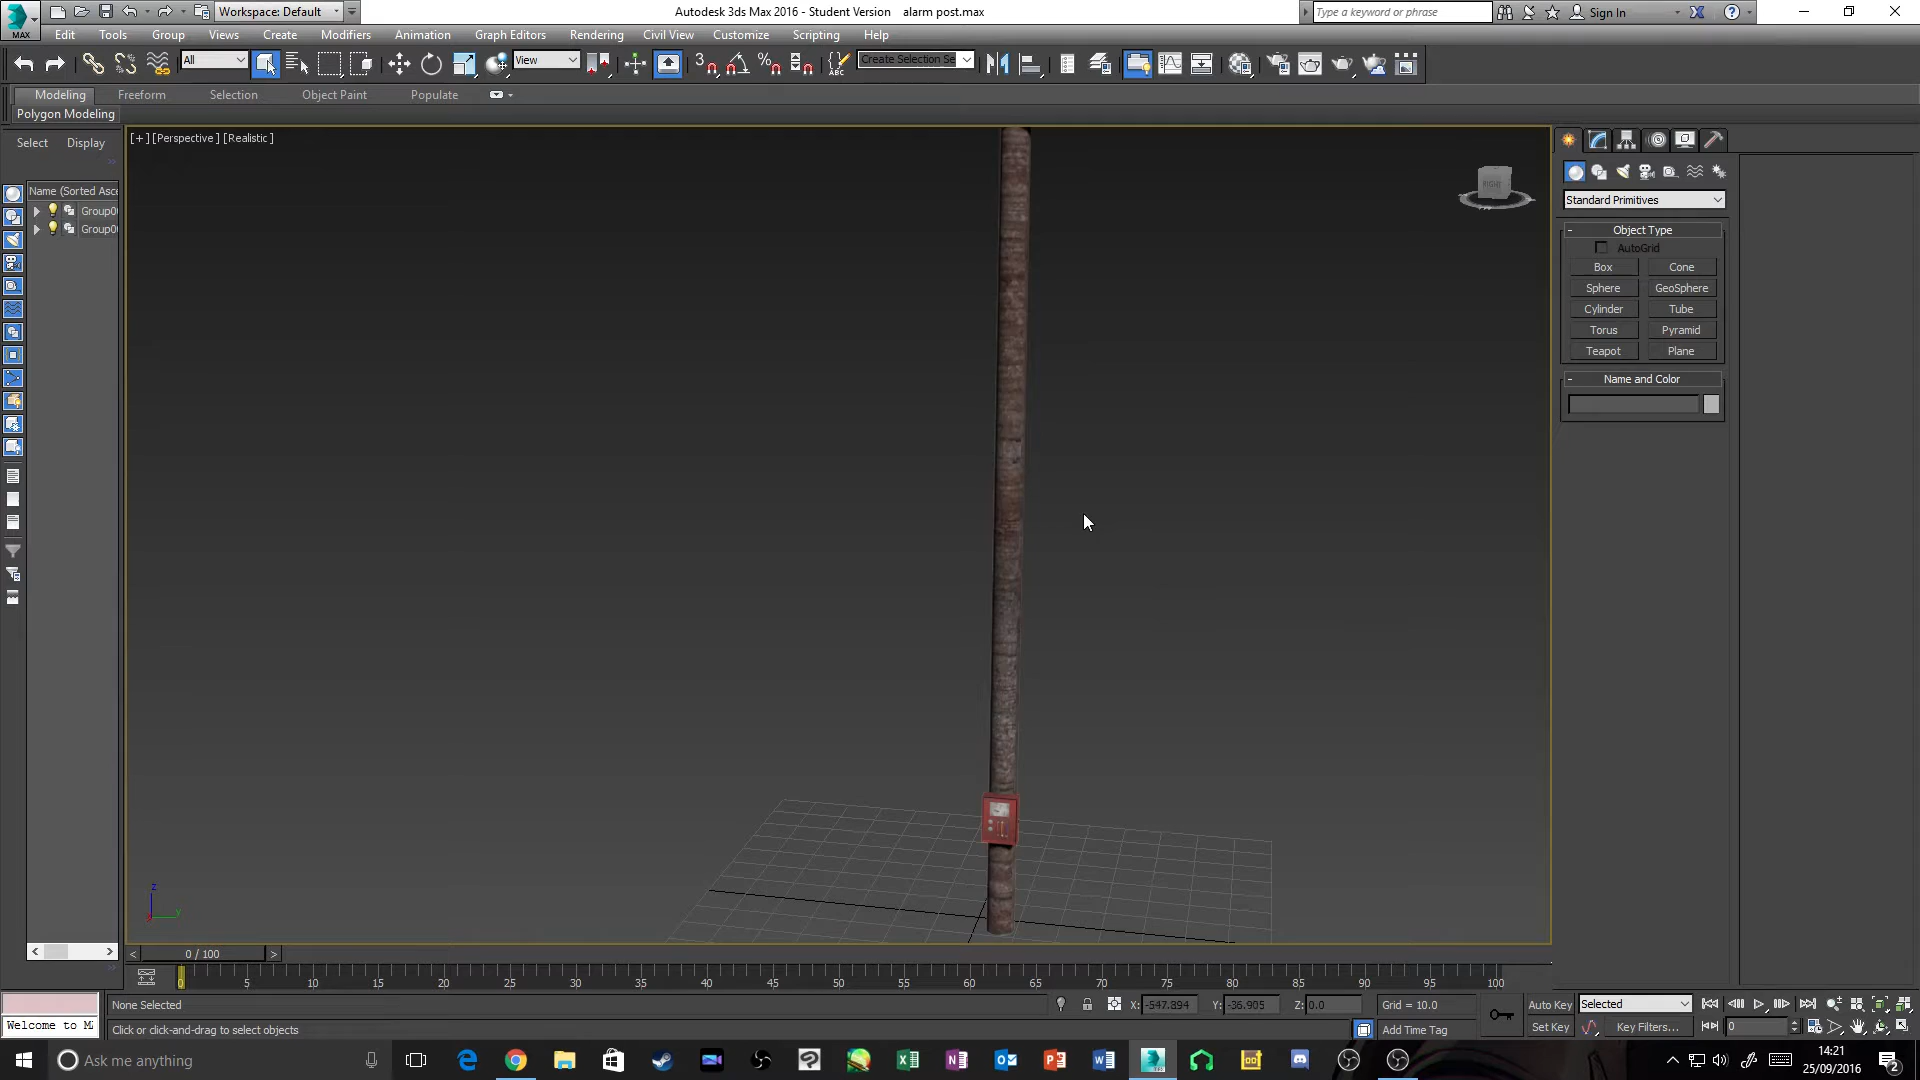 Workspace: Default
Autodesk 3ds Max 2016 - Student Version alarm post.max
Type a keyword or phrase
Sign In
MAX
Edit Tools Group Views Create Modifiers Animation Graph Editors Rendering Civil View Customize Scripting Help
All
View
3
ABC
Create Selection Se
Modeling Freeform Selection Object Paint Populate
Polygon Modeling
Select Display
[+] [Perspective] [Realistic]
Name (Sorted Asce
Group0
Group0
RIGHT
Standard Primitives
- Object Type
AutoGrid
Box Cone
Sphere GeoSphere
Cylinder Tube
Torus Pyramid
Teapot Plane
- Name and Color
z
y
< 0 / 100 >
0 5 10 15 20 25 30 35 40 45 50 55 60 65 70 75 80 85 90 95 100
None Selected
X: -547.894 Y: -36.905 Z: 0.0 Grid = 10.0
Auto Key Selected
Welcome to M
Click or click-and-drag to select objects
Add Time Tag
Set Key Key Filters... 0
Ask me anything
14:21
25/09/2016
2